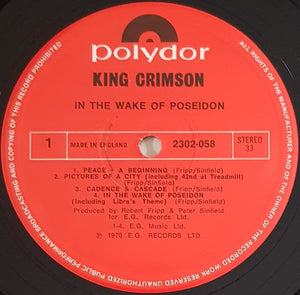 polydor
KING CRIMSON
IN THE WAKE OF POSEIDON
1
MADE IN ENGLAND
2302-058
STEREO
33
1. PEACE - A BEGINNING (Fripp/Sinfield)
2. PICTURES OF A CITY (Including 42nd at Treadmill)
(Fripp/Sinfield)
3. CADENCE & CASCADE (Fripp/Sinfield)
4. IN THE WAKE OF POSEIDON
(Including Libra's Theme) (Fripp/Sinfield)
Produced by Robert Fripp & Peter Sinfield
for E.G. Records Ltd.
1-4. E.G. Music Ltd.
℗ 1970 E.G. RECORDS LTD.
ALL RIGHTS OF THE MANUFACTURER AND OF THE OWNER OF THE RECORDED WORK RESERVED UNAUTHORIZED PUBLIC PERFORMANCE BROADCASTING AND COPYING OF THIS RECORD PROHIBITED